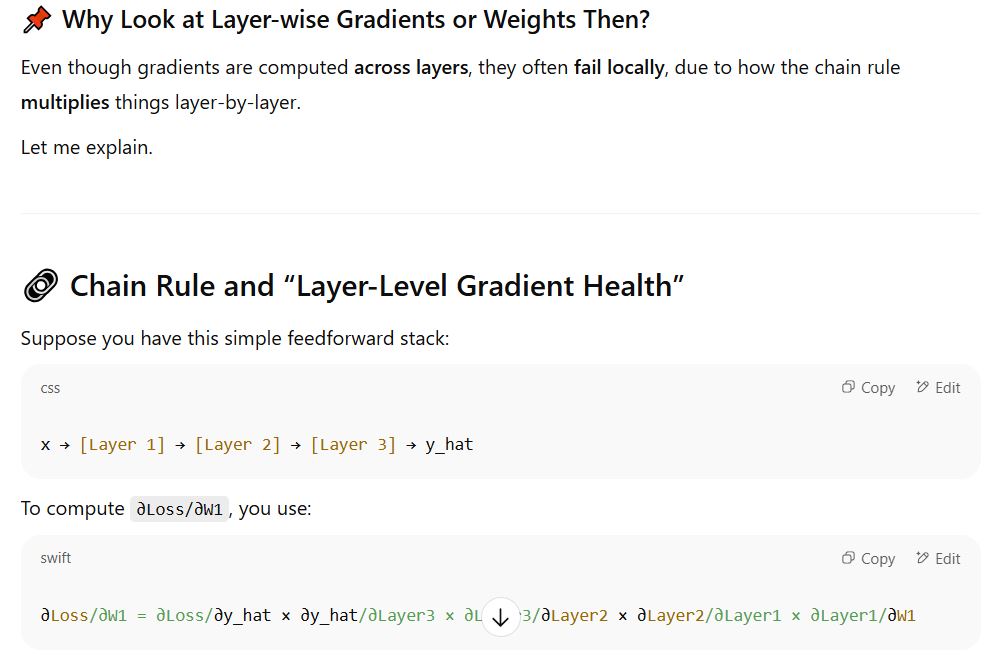 Why Look at Layer-wise Gradients or Weights Then?
Even though gradients are computed across layers, they often fail locally, due to how the chain rule
multiplies things layer-by-layer.
Let me explain.
Chain Rule and “Layer-Level Gradient Health”
Suppose you have this simple feedforward stack:
css
Copy
Edit
x → [Layer 1] → [Layer 2] → [Layer 3] → y_hat
To compute ∂Loss/∂W1, you use:
swift
Copy
Edit
∂Loss/∂W1 = ∂Loss/∂y_hat × ∂y_hat/∂Layer3 × 3/∂Layer2 × ∂Layer2/∂Layer1 × ∂Layer1/∂W1